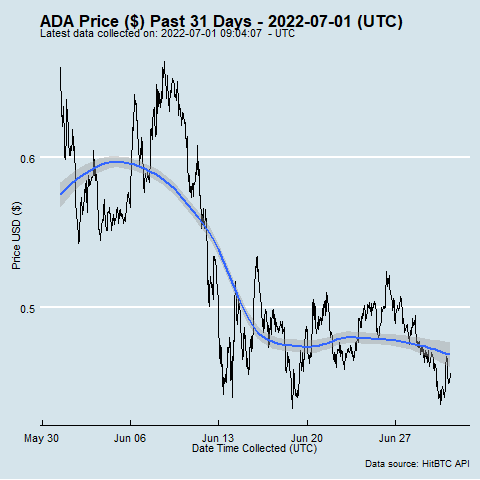 ADA Price ($) Past 31 Days - 2022-07-01 (UTC)
Latest data collected on: 2022-07-01 09:04:07 - UTC
0.6
0.5
Price USD ($)
May 30 Jun 06 Jun 13 Jun 20 Jun 27
Date Time Collected (UTC)
Data source: HitBTC API